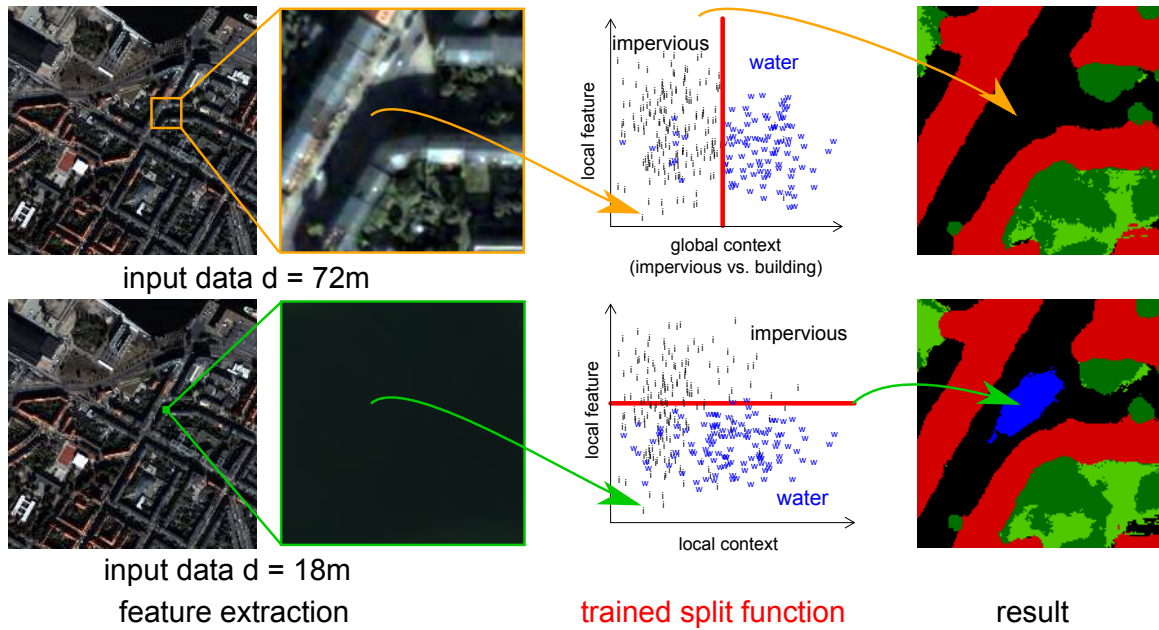 impervious
water
local feature
global context
(impervious vs. building)
input data d = 72m
impervious
local feature
water
local context
input data d = 18m
feature extraction
trained split function
result